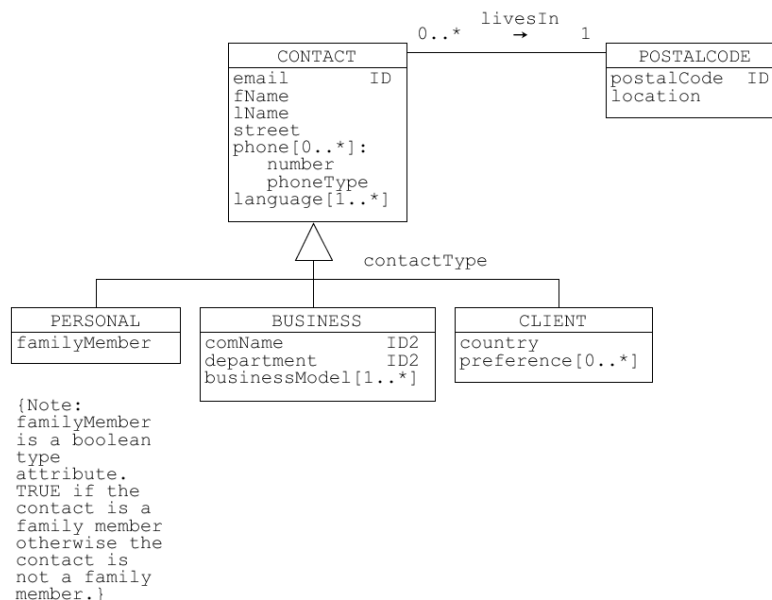 livesIn
0..* → 1
CONTACT
email ID
fName
lName
street
phone[0..*]:
number
phoneType
language[1..*]
POSTALCODE
postalCode ID
location
contactType
PERSONAL
familyMember
BUSINESS
comName ID2
department ID2
businessModel[1..*]
CLIENT
country
preference[0..*]
{Note:
familyMember
is a boolean
type
attribute.
TRUE if the
contact is a
family member
otherwise the
contact is
not a family
member.}